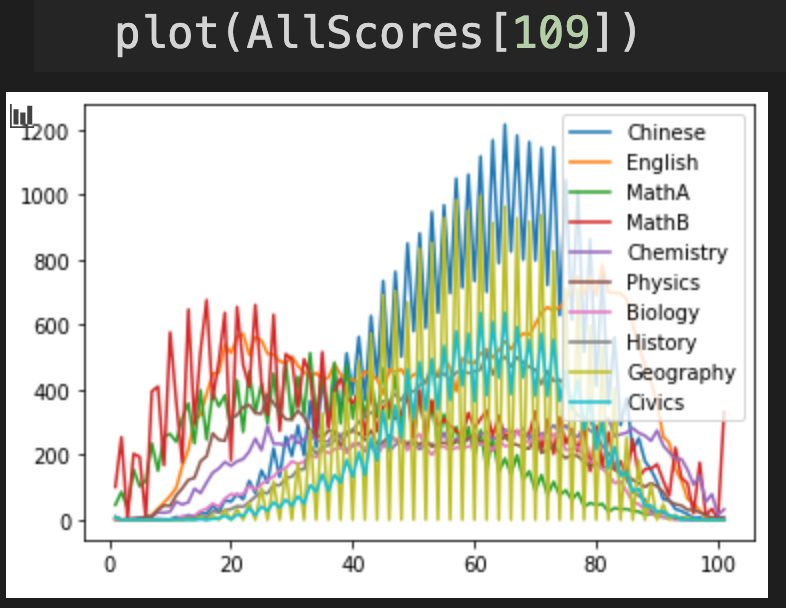 plot(AllScores[109])
1200
1000
800
600
400
200
0
Chinese
English
MathA
MathB
Chemistry
Physics
Biology
History
Geography
Civics
0 20 40 60 80 100